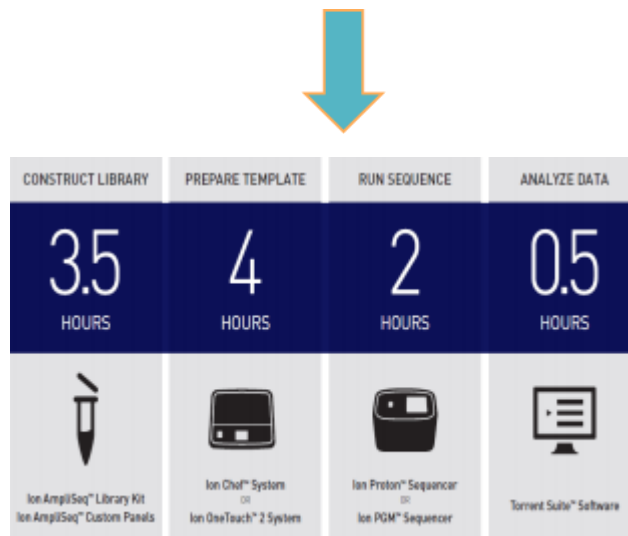 CONSTRUCT LIBRARY
3.5
HOURS
Ion AmpliSeq™ Library Kit
Ion AmpliSeq™ Custom Panels
PREPARE TEMPLATE
4
HOURS
Ion Chef™ System
OR
Ion OneTouch™ 2 System
RUN SEQUENCE
2
HOURS
Ion Proton™ Sequencer
OR
Ion PGM™ Sequencer
ANALYZE DATA
0.5
HOURS
Torrent Suite™ Software